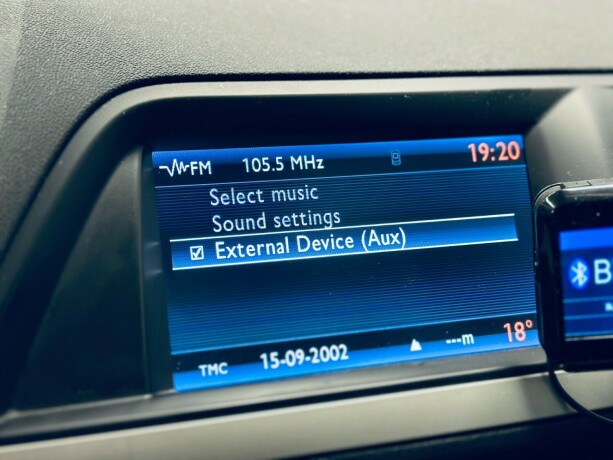 FM 105.5 MHz 19:20
Select music
Sound settings
External Device (Aux)
TMC 15-09-2002 ---m 18°
B